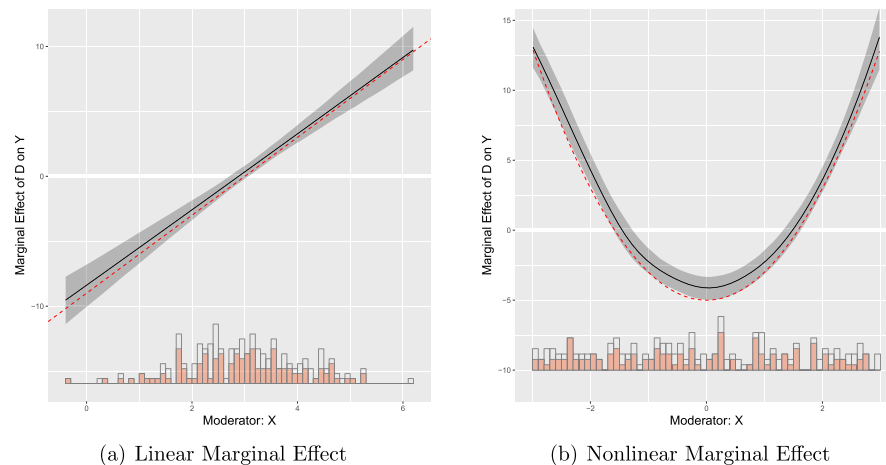 10
0
−10
Marginal Effect of D on Y
0
2
4
6
Moderator: X
(a) Linear Marginal Effect
15
10
5
0
−5
−10
Marginal Effect of D on Y
−2
0
2
Moderator: X
(b) Nonlinear Marginal Effect